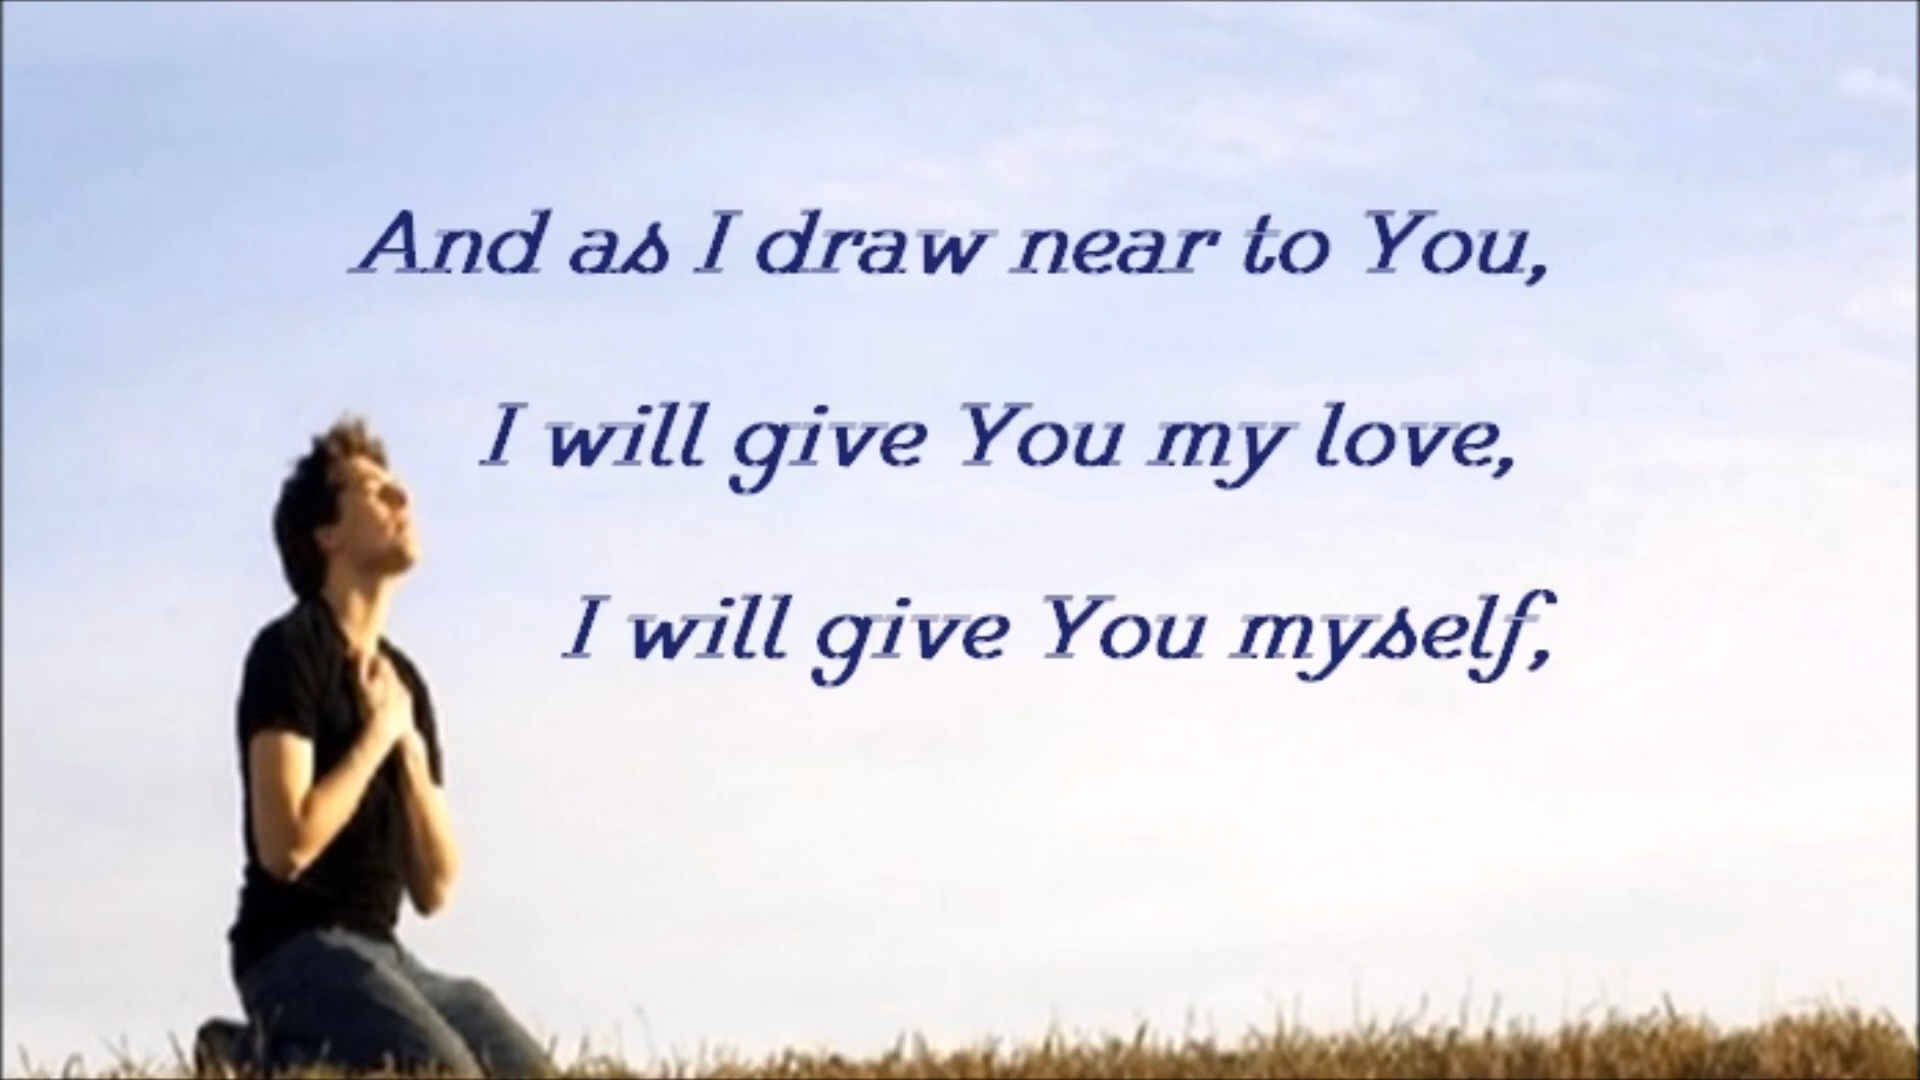 And as I draw near to You,
I will give You my love,
I will give You myself,